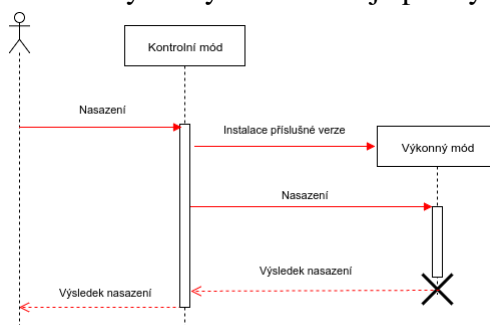 Kontrolní mód
Nasazení
Instalace příslušné verze
Výkonný mód
Nasazení
Výsledek nasazení
Výsledek nasazení